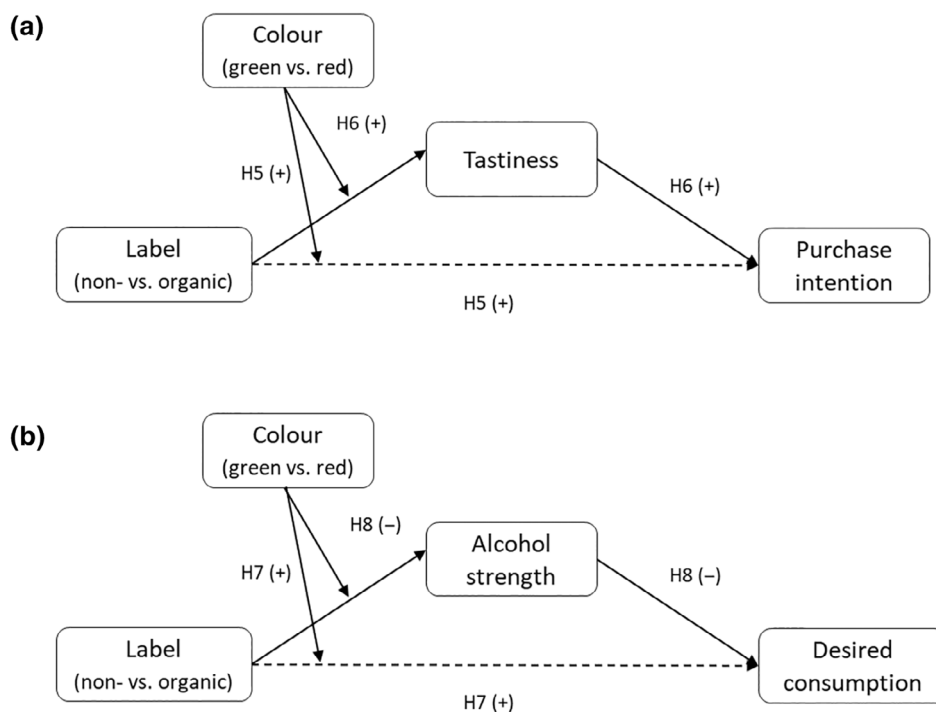 (a)
Colour
(green vs. red)
H6 (+)
H5 (+)
Tastiness
H6 (+)
Label
(non- vs. organic)
Purchase
intention
H5 (+)
(b)
Colour
(green vs. red)
H8 (–)
H7 (+)
Alcohol
strength
H8 (–)
Label
(non- vs. organic)
Desired
consumption
H7 (+)